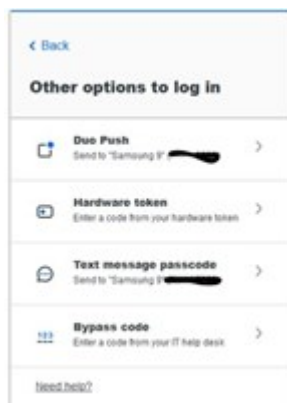 Back
Other options to log in
Duo Push
Send to "Samsung 9"
Hardware token
Enter a code from your hardware token
Text message passcode
Send to "Samsung 9"
Bypass code
Enter a code from your IT help desk
Need help?